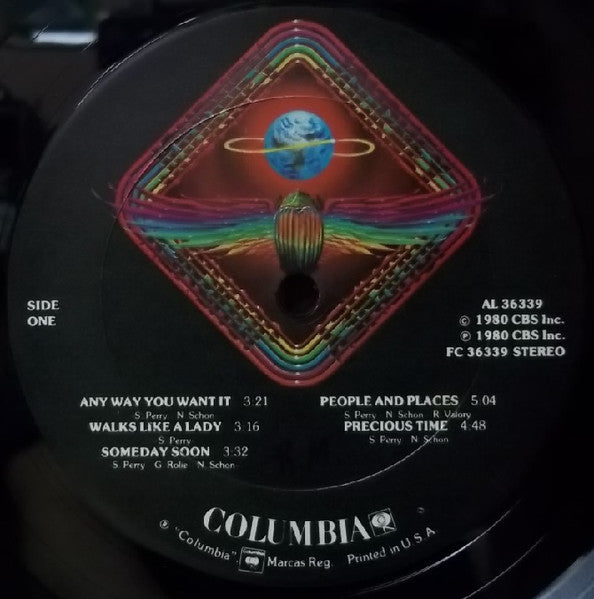 SIDE
ONE
AL 36339
© 1980 CBS Inc.
℗ 1980 CBS Inc.
FC 36339 STEREO
ANY WAY YOU WANT IT 3:21
S. Perry N. Schon
WALKS LIKE A LADY 3:16
S. Perry
SOMEDAY SOON 3:32
S. Perry G. Rolie N. Schon
PEOPLE AND PLACES 5:04
S. Perry N. Schon R. Valory
PRECIOUS TIME 4:48
S. Perry N. Schon
COLUMBIA
℗ "Columbia", Marcas Reg. Printed in U.S.A.